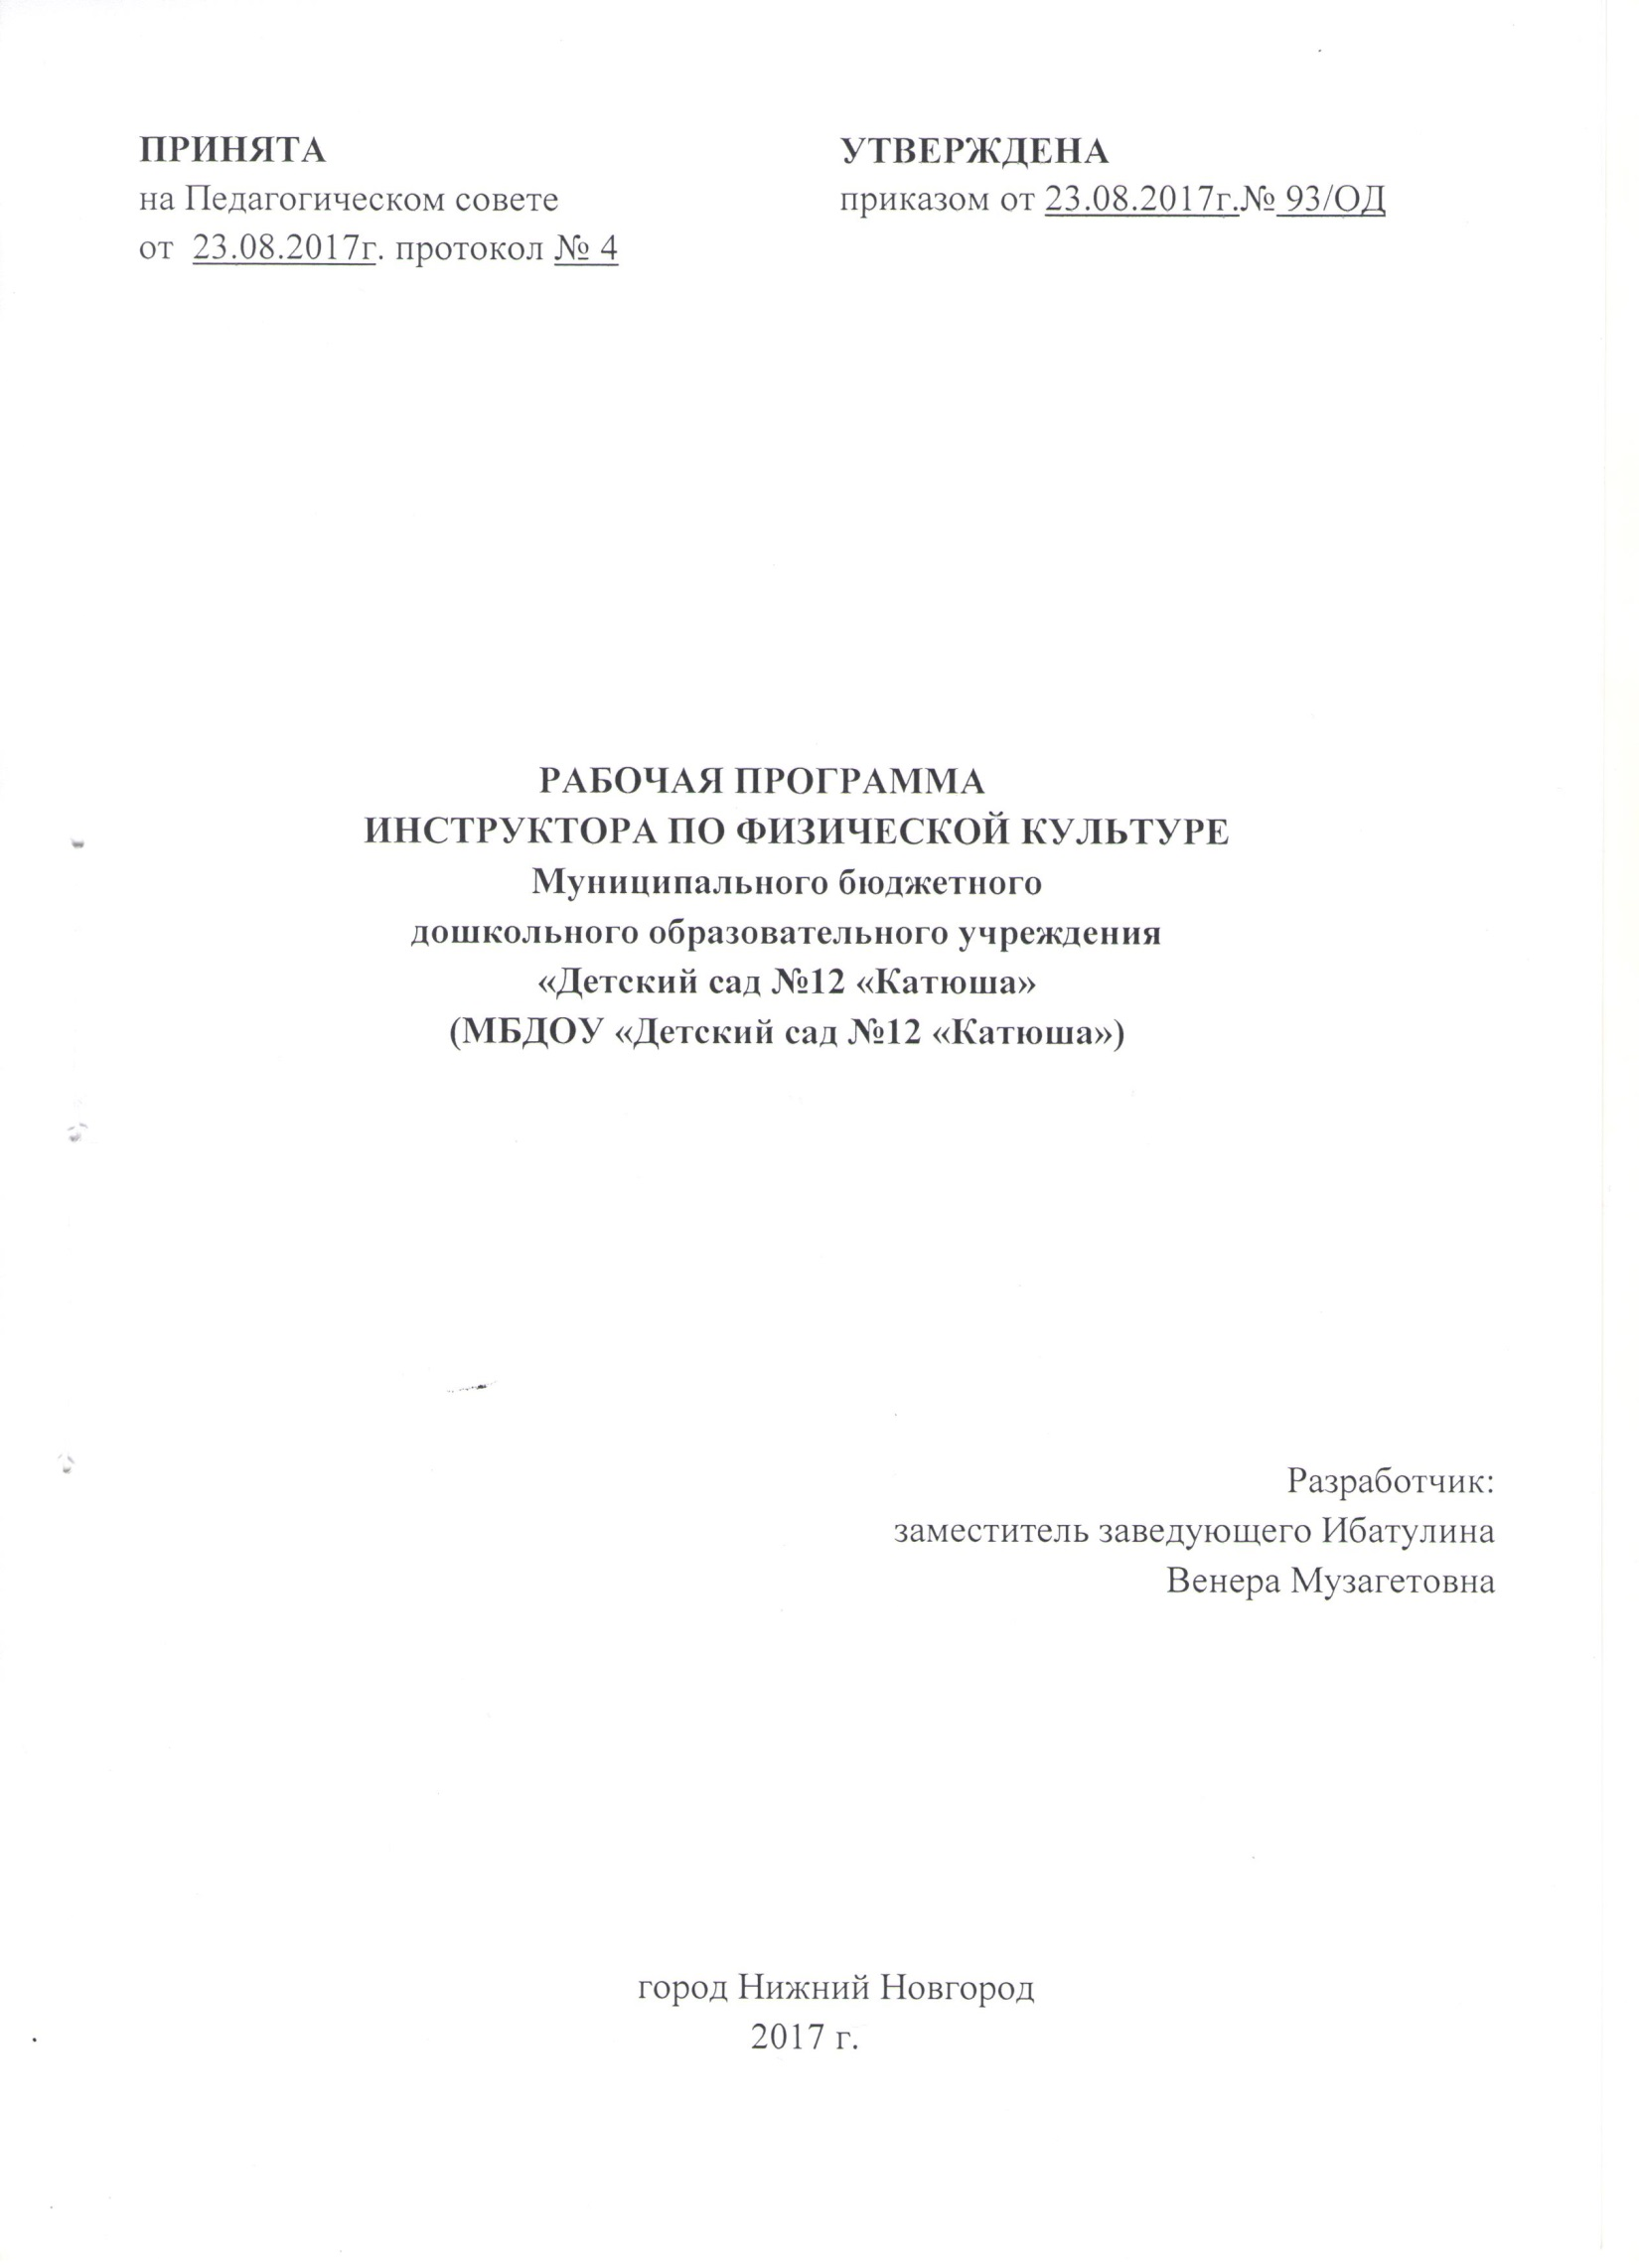 ПРИНЯТА
на Педагогическом совете
от 23.08.2017г. протокол № 4
УТВЕРЖДЕНА
приказом от 23.08.2017г.№ 93/ОД
РАБОЧАЯ ПРОГРАММА
ИНСТРУКТОРА ПО ФИЗИЧЕСКОЙ КУЛЬТУРЕ
Муниципального бюджетного
дошкольного образовательного учреждения
«Детский сад №12 «Катюша»
(МБДОУ «Детский сад №12 «Катюша»)
Разработчик:
заместитель заведующего Ибатулина
Венера Музагетовна
город Нижний Новгород
2017 г.